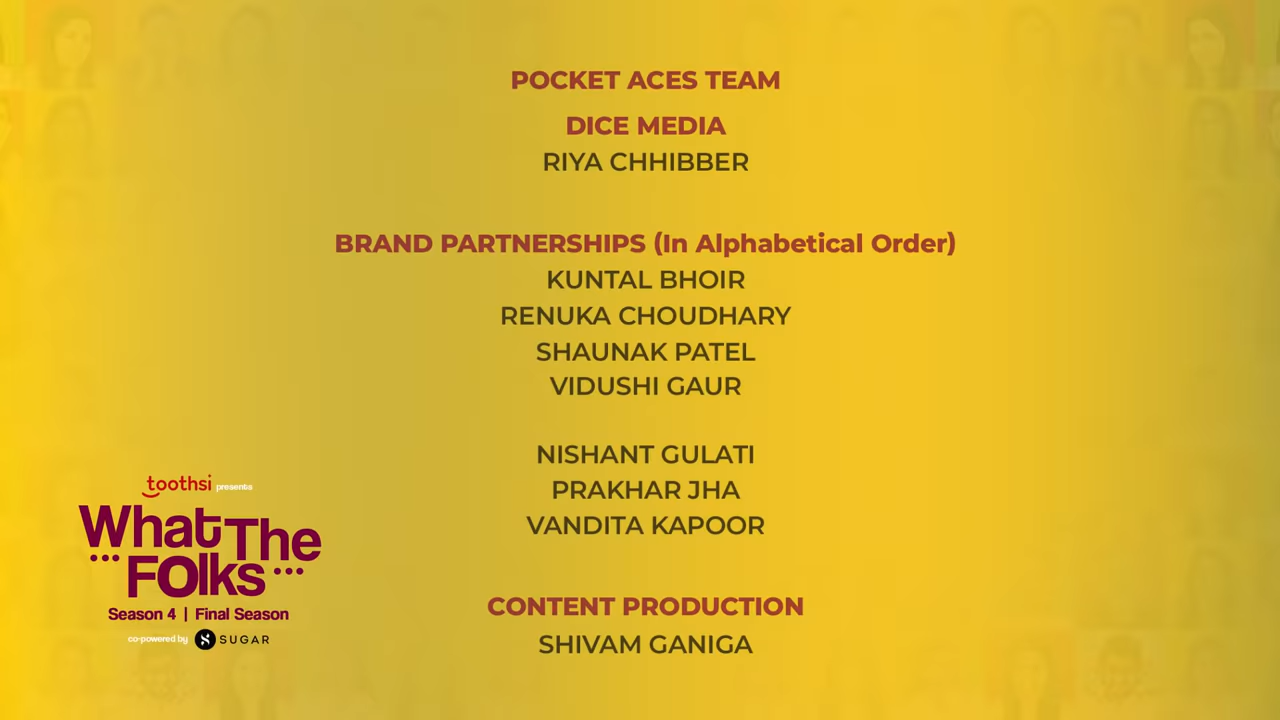 POCKET ACES TEAM
DICE MEDIA
RIYA CHHIBBER
BRAND PARTNERSHIPS (In Alphabetical Order)
KUNTAL BHOIR
RENUKA CHOUDHARY
SHAUNAK PATEL
VIDUSHI GAUR
NISHANT GULATI
PRAKHAR JHA
VANDITA KAPOOR
CONTENT PRODUCTION
SHIVAM GANIGA
toothsi presents
What The
...FOlks...
Season 4 | Final Season
co-powered by SUGAR